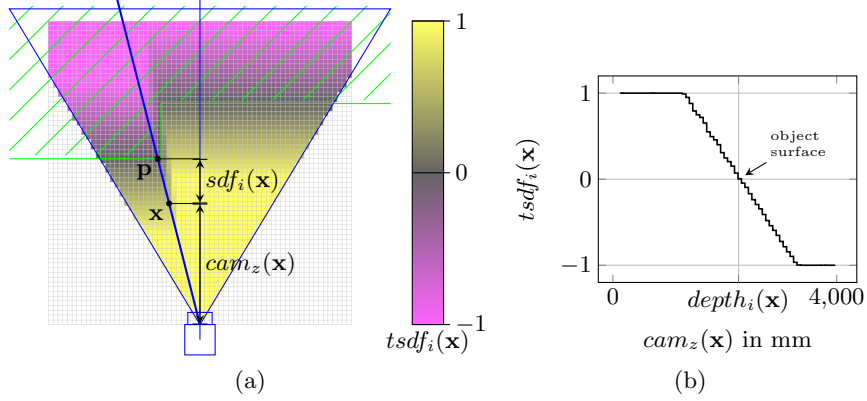 p
x
sdf_i(x)
cam_z(x)
1
0
−1
tsdf_i(x)
(a)
tsdf_i(x)
1
0
−1
object
surface
0
depth_i(x)
4,000
cam_z(x) in mm
(b)